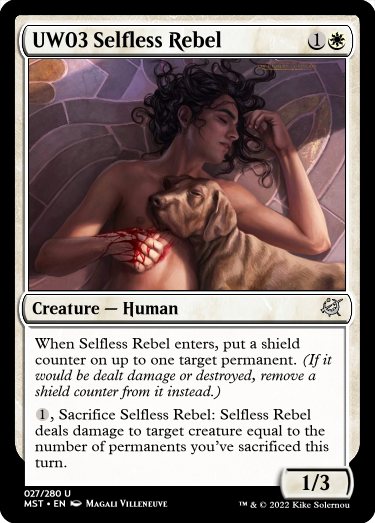 UW03 Selfless Rebel 1
Creature — Human
When Selfless Rebel enters, put a shield
counter on up to one target permanent. (If it
would be dealt damage or destroyed, remove a
shield counter from it instead.)
1, Sacrifice Selfless Rebel: Selfless Rebel
deals damage to target creature equal to the
number of permanents you've sacrificed this
turn.
1/3
027/280 U
MST • EN Magali Villeneuve
™ & © 2022 Kike Solernou